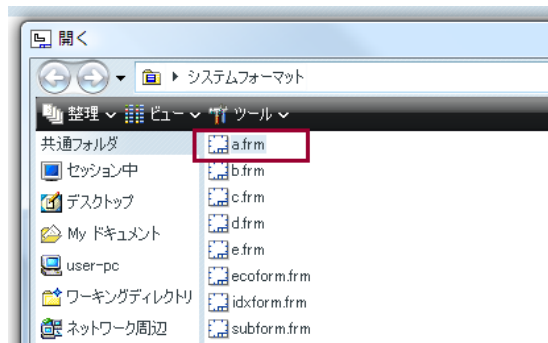 開く
システムフォーマット
整理 ビュー ツール
共通フォルダ
セッション中
デスクトップ
My ドキュメント
user-pc
ワーキングディレクトリ
ネットワーク周辺
a.frm
b.frm
c.frm
d.frm
e.frm
ecoform.frm
idxform.frm
subform.frm